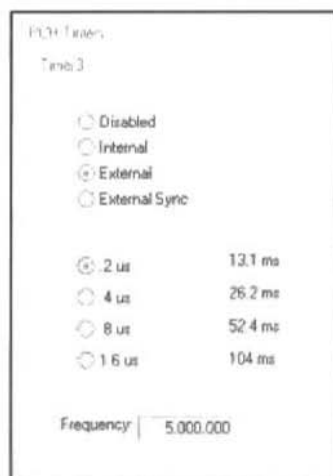 Timers
Timer 3
Disabled
Internal
External
External Sync
.2 us 13.1 ms
.4 us 26.2 ms
.8 us 52.4 ms
1.6 us 104 ms
Frequency 5.000.000